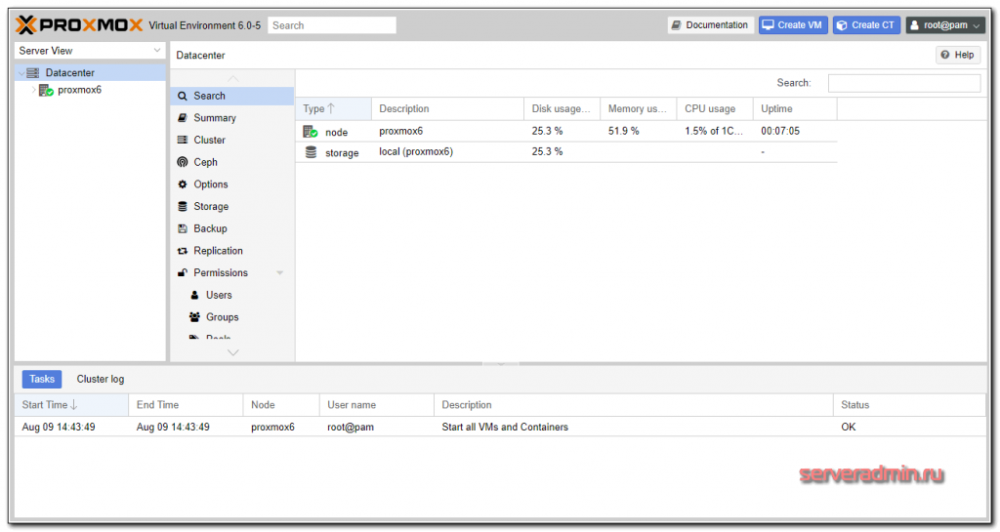 PROXMOX Virtual Environment 6.0-5 Search Documentation Create VM Create CT root@pam
Server View
Datacenter
proxmox6
Datacenter Help
Search:
Search
Summary
Cluster
Ceph
Options
Storage
Backup
Replication
Permissions
Users
Groups
Pools
Type Description Disk usage... Memory us... CPU usage Uptime
node proxmox6 25.3 % 51.9 % 1.5% of 1C... 00:07:05
storage local (proxmox6) 25.3 % -
Tasks Cluster log
Start Time End Time Node User name Description Status
Aug 09 14:43:49 Aug 09 14:43:49 proxmox6 root@pam Start all VMs and Containers OK
serveradmin.ru